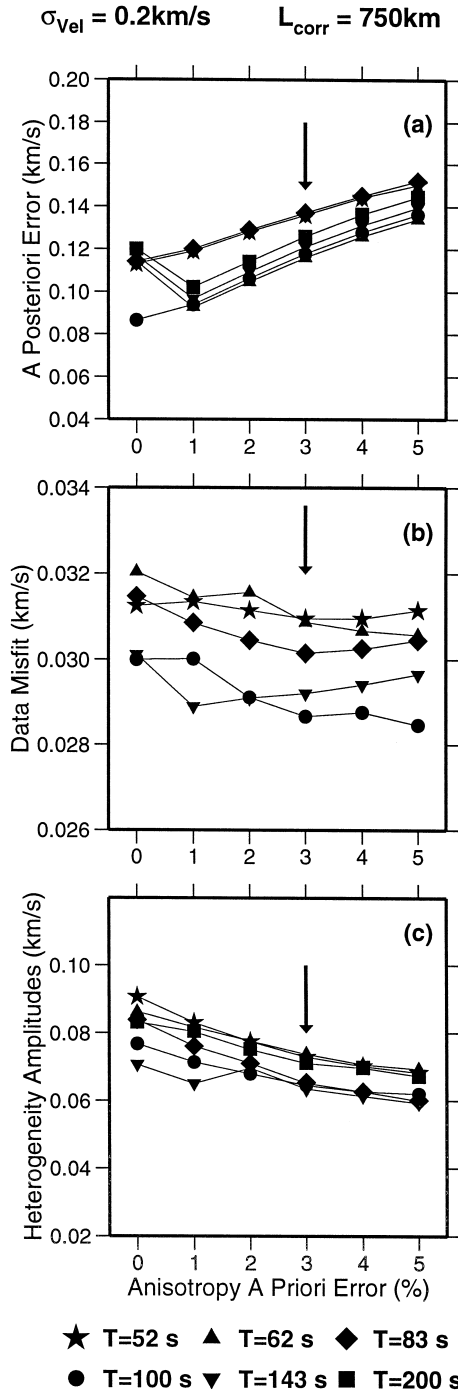 σVel = 0.2km/s Lcorr = 750km
0.20
0.18
0.16
0.14
0.12
0.10
0.08
0.06
0.04
A Posteriori Error (km/s)
(a)
0 1 2 3 4 5
0.034
0.032
0.030
0.028
0.026
Data Misfit (km/s)
(b)
0 1 2 3 4 5
0.10
0.08
0.06
0.04
0.02
Heterogeneity Amplitudes (km/s)
(c)
0 1 2 3 4 5
Anisotropy A Priori Error (%)
T=52 s T=62 s T=83 s
T=100 s T=143 s T=200 s